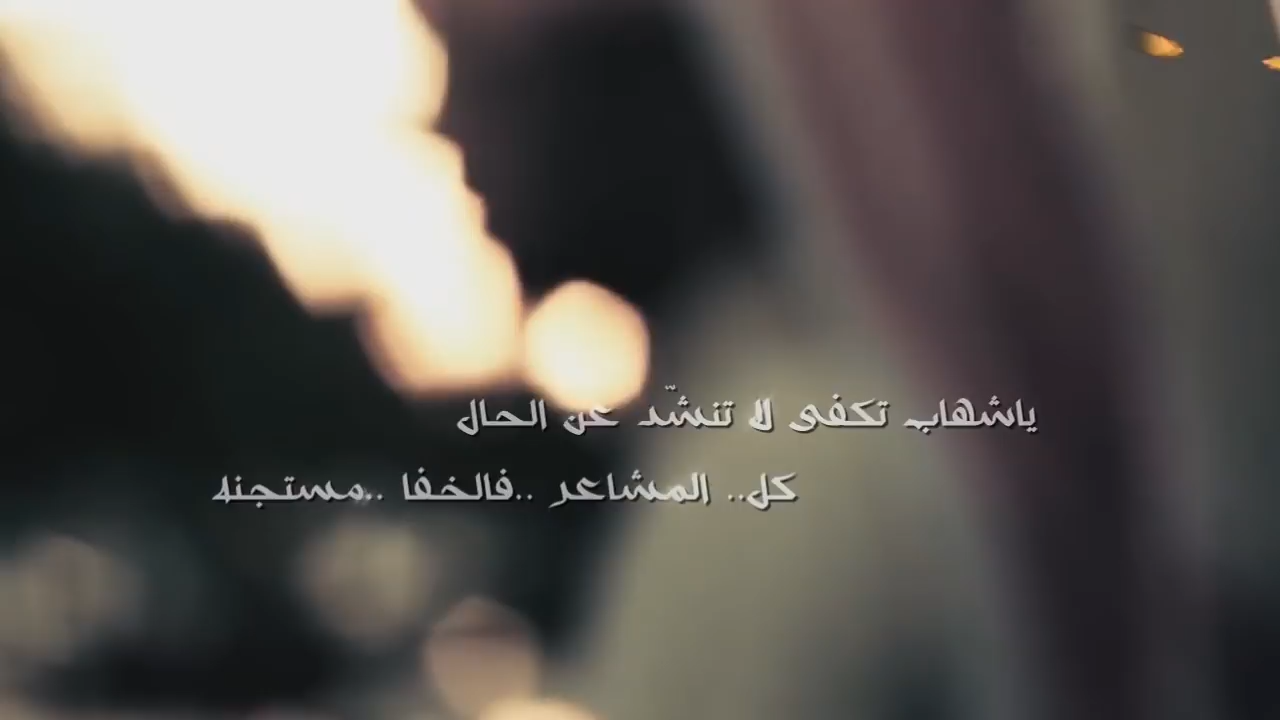 ياشهاب تكفى لا تنشّد عن الحال
كل.. المشاعر ..فالخفا ..مستجنه